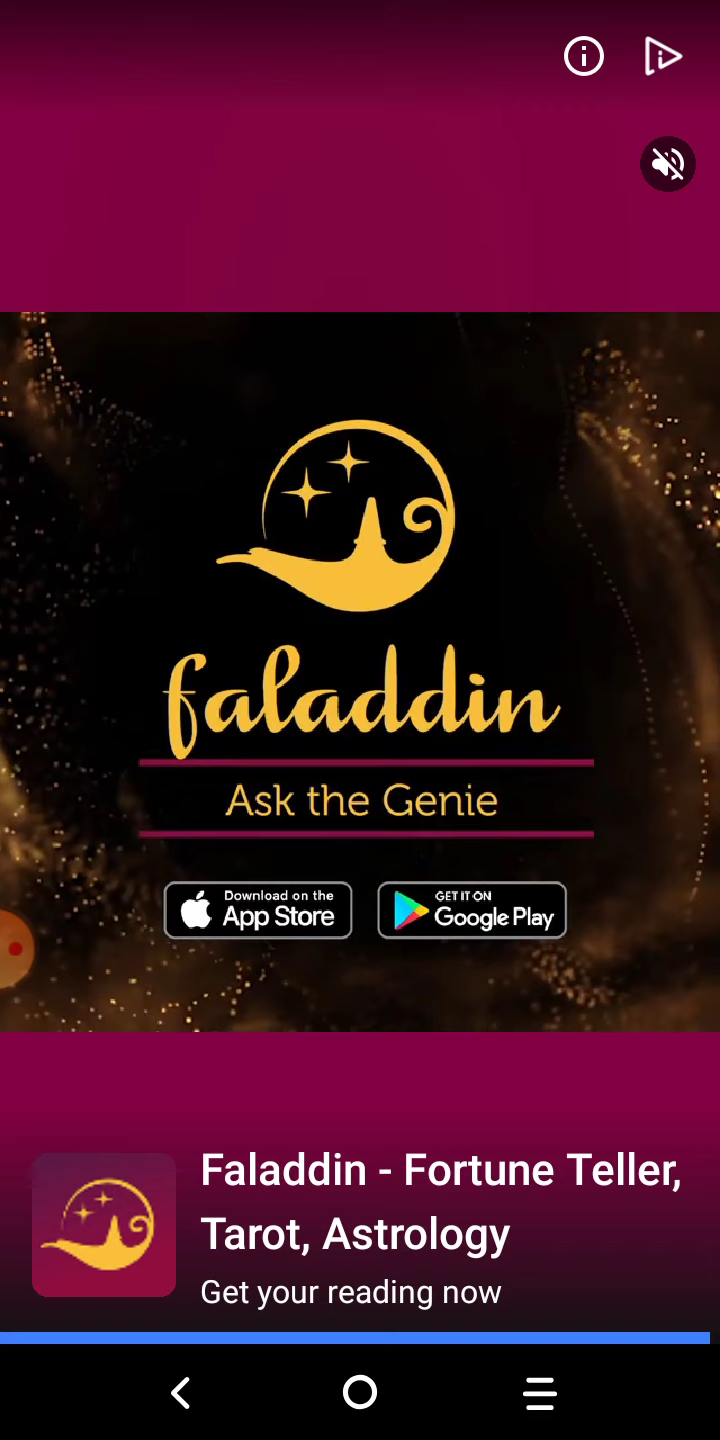 faladdin
Ask the Genie
Download on the
App Store
GET IT ON
Google Play
Faladdin - Fortune Teller,
Tarot, Astrology
Get your reading now